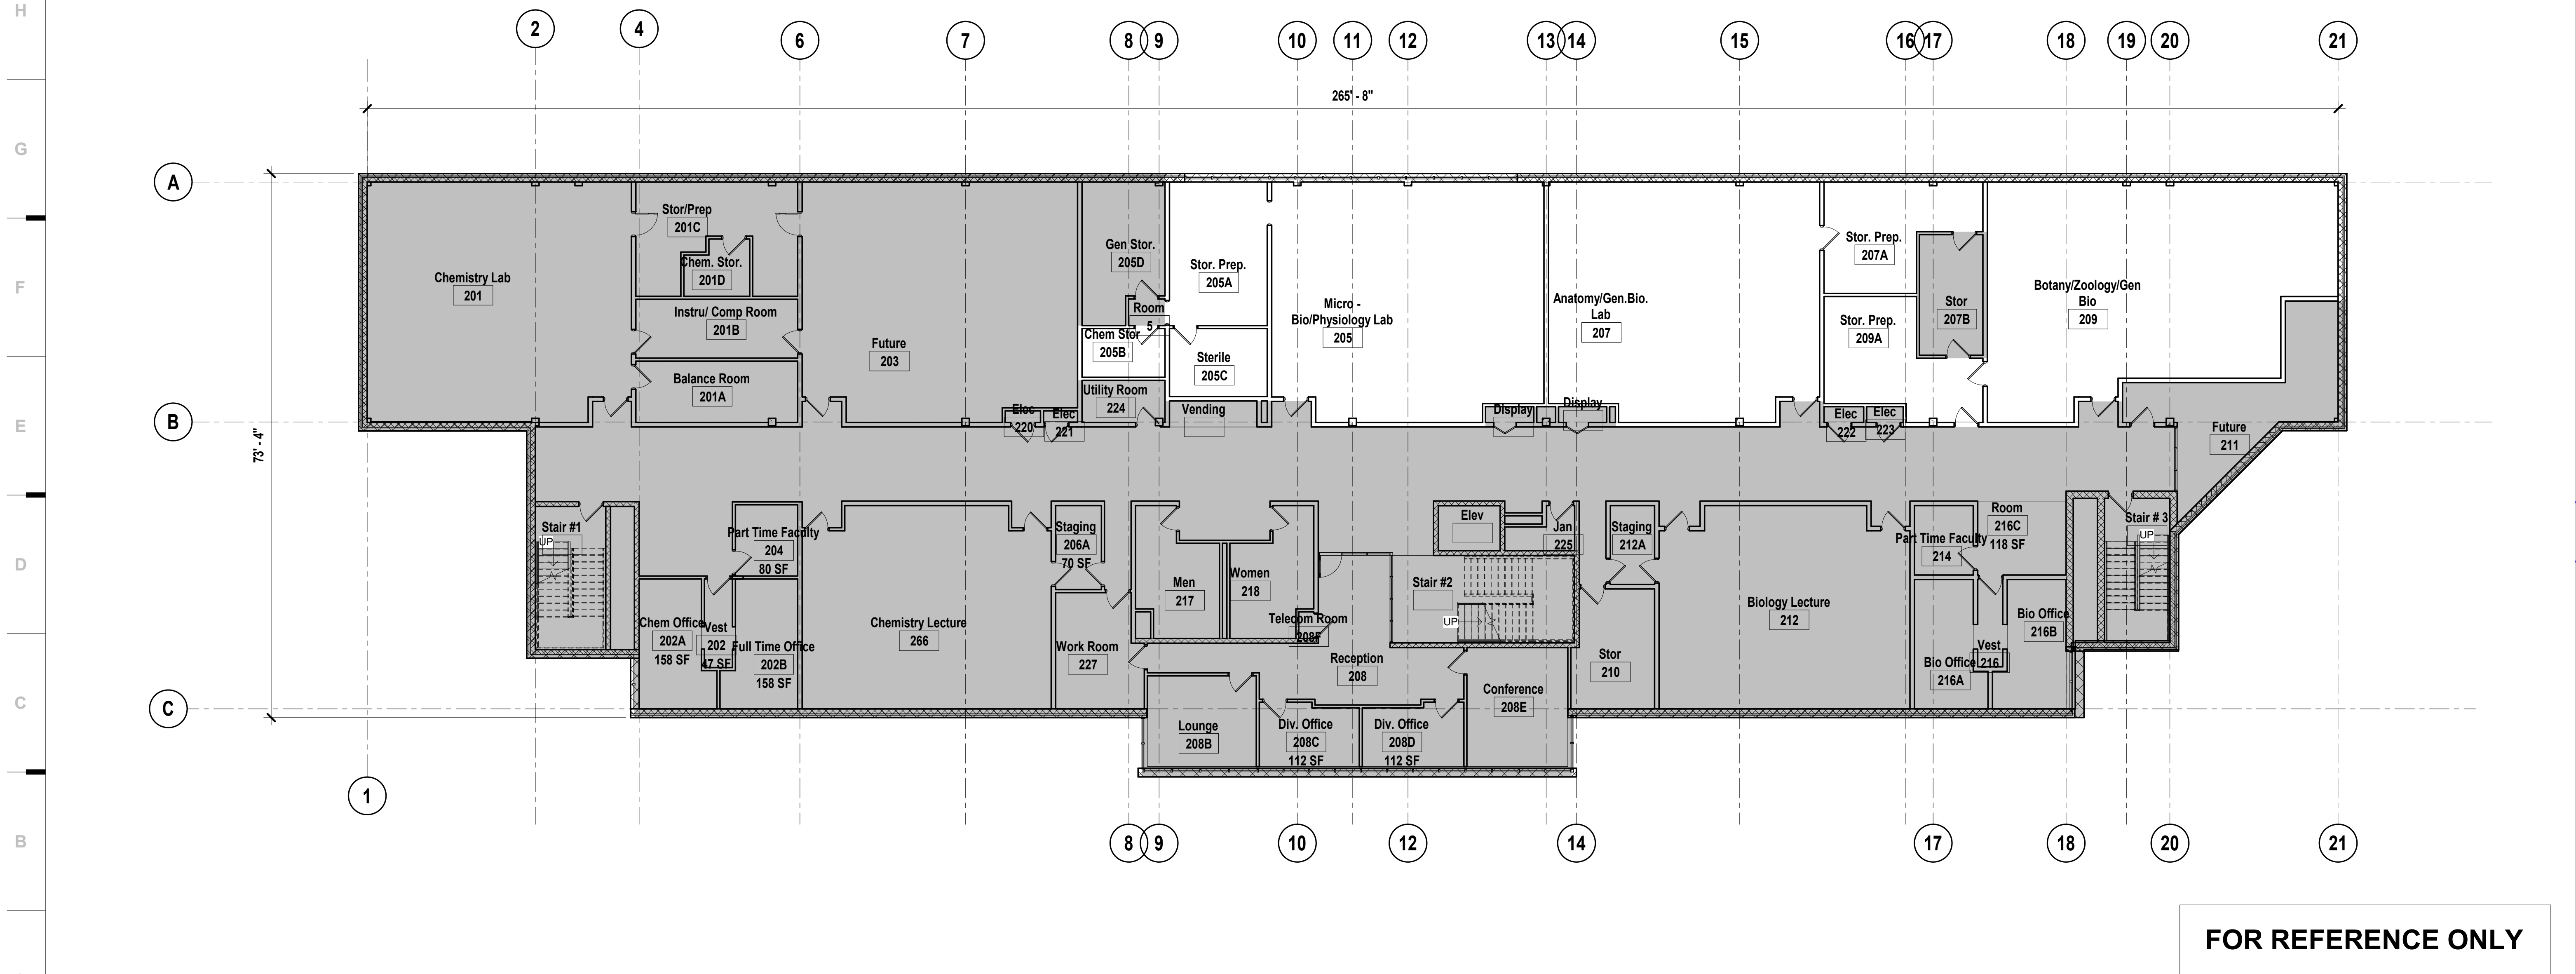 H
G
F
E
D
C
B
2
4
6
7
8
9
10
11
12
13
14
15
16
17
18
19
20
21
265' - 8"
A
B
C
73' - 4"
1
Chemistry Lab
201
Stor/Prep
201C
Chem. Stor.
201D
Instru/ Comp Room
201B
Balance Room
201A
Future
203
Elec
220
Elec
221
Gen Stor.
205D
Room
5
Chem Stor
205B
Utility Room
224
Stor. Prep.
205A
Sterile
205C
Vending
Micro -
Bio/Physiology Lab
205
Display
Display
Anatomy/Gen.Bio.
Lab
207
Stor. Prep.
207A
Stor. Prep.
209A
Stor
207B
Elec
222
Elec
223
Botany/Zoology/Gen
Bio
209
Future
211
Stair #1
UP
Part Time Faculty
204
80 SF
Chem Office
202A
158 SF
Vest
202
47 SF
Full Time Office
202B
158 SF
Chemistry Lecture
266
Staging
206A
70 SF
Work Room
227
Men
217
Women
218
Telecom Room
208F
Reception
208
Lounge
208B
Div. Office
208C
112 SF
Div. Office
208D
112 SF
Conference
208E
Elev
Jan
225
Stair #2
UP
Staging
212A
Stor
210
Biology Lecture
212
Part Time Faculty
214
Room
216C
118 SF
Bio Office
216A
Vest
216
Bio Office
216B
Stair # 3
UP
8
9
10
12
14
17
18
20
21
FOR REFERENCE ONLY